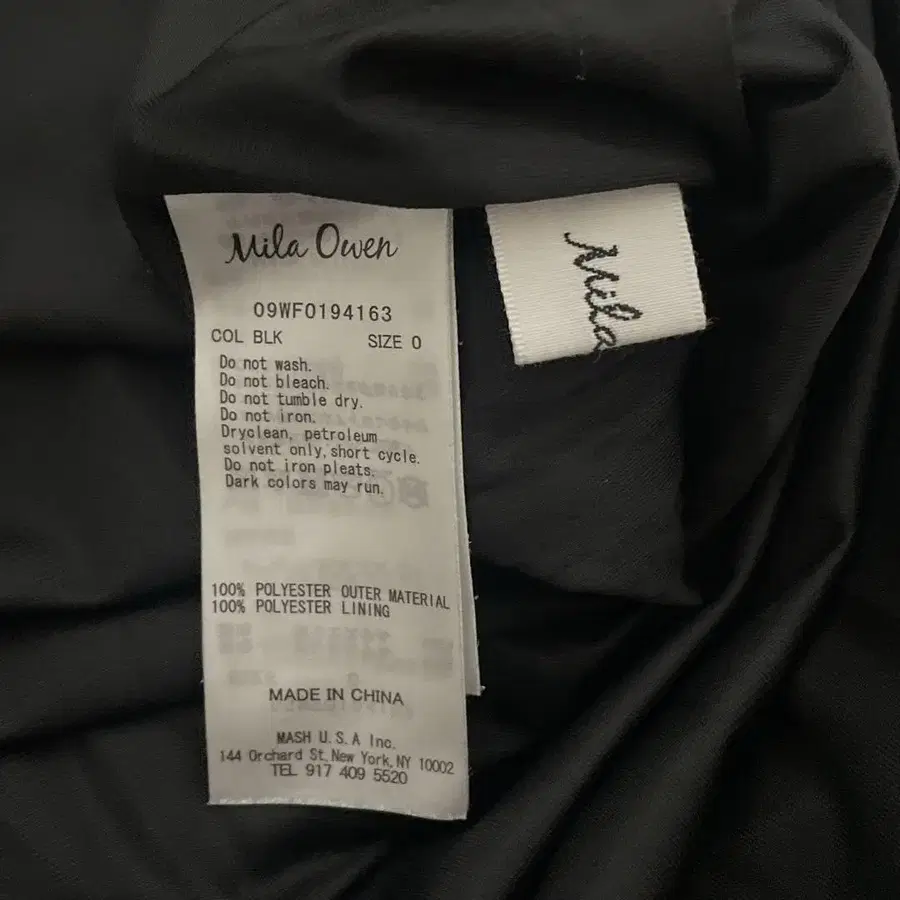 Mila Owen
09WF0194163
COL BLK SIZE 0
Do not wash.
Do not bleach.
Do not tumble dry.
Do not iron.
Dryclean, petroleum
solvent only, short cycle.
Do not iron pleats.
Dark colors may run.
100% POLYESTER OUTER MATERIAL
100% POLYESTER LINING
MADE IN CHINA
MASH U.S.A Inc.
144 Orchard St, New York, NY 10002
TEL 917 409 5520
Mila